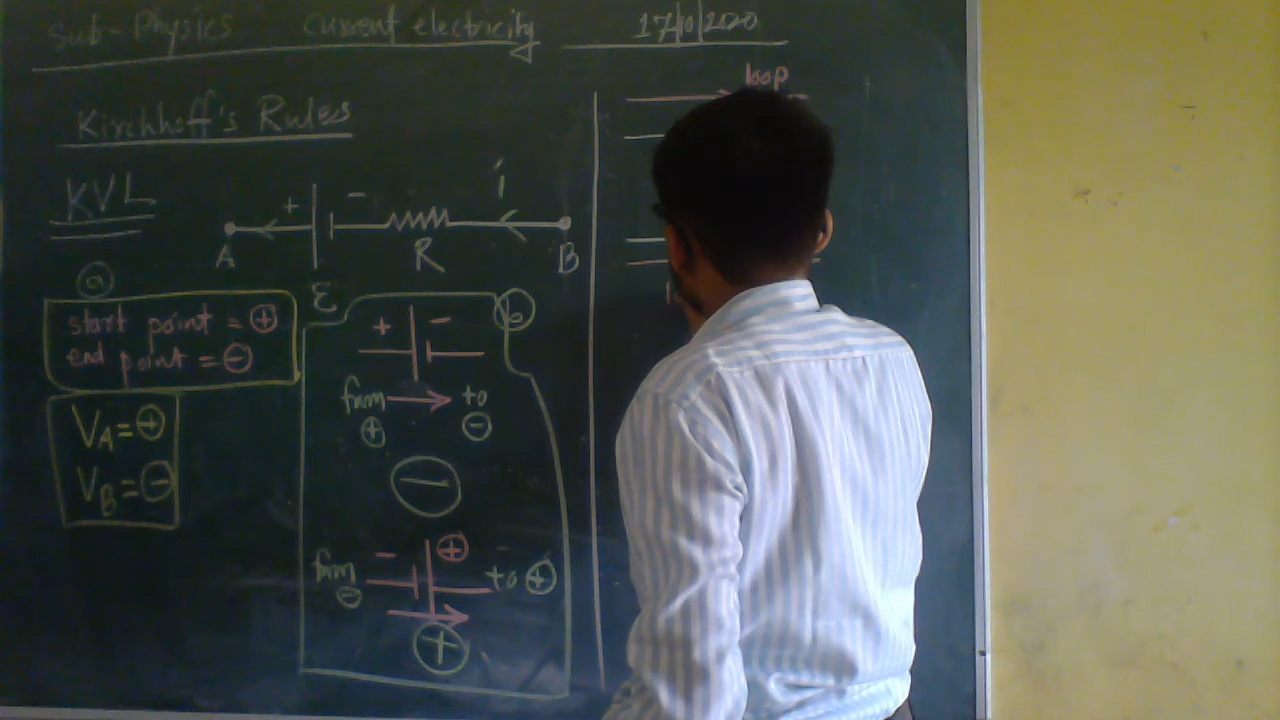 Sub-Physics current electricity 17/10/2020
Kirchhoff's Rules
KVL
+ - i
A R B
ε
a
start point = +
end point = -
VA = +
VB = -
b
+ -
from to
+ -
-
- +
from to +
-
+
loop